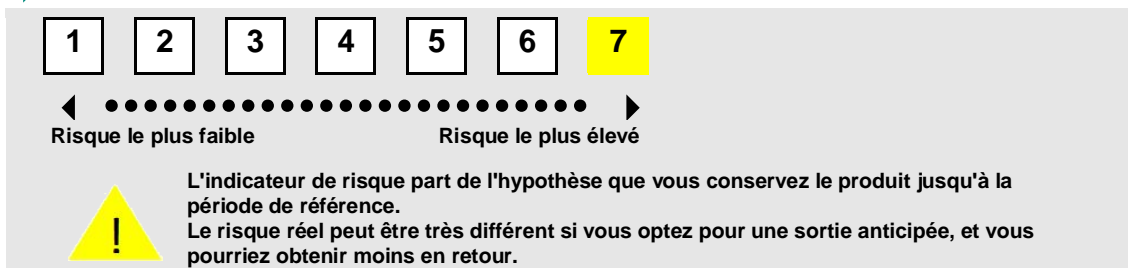 1 2 3 4 5 6 7
Risque le plus faible Risque le plus élevé
L'indicateur de risque part de l'hypothèse que vous conservez le produit jusqu'à la
période de référence.
Le risque réel peut être très différent si vous optez pour une sortie anticipée, et vous
pourriez obtenir moins en retour.
!